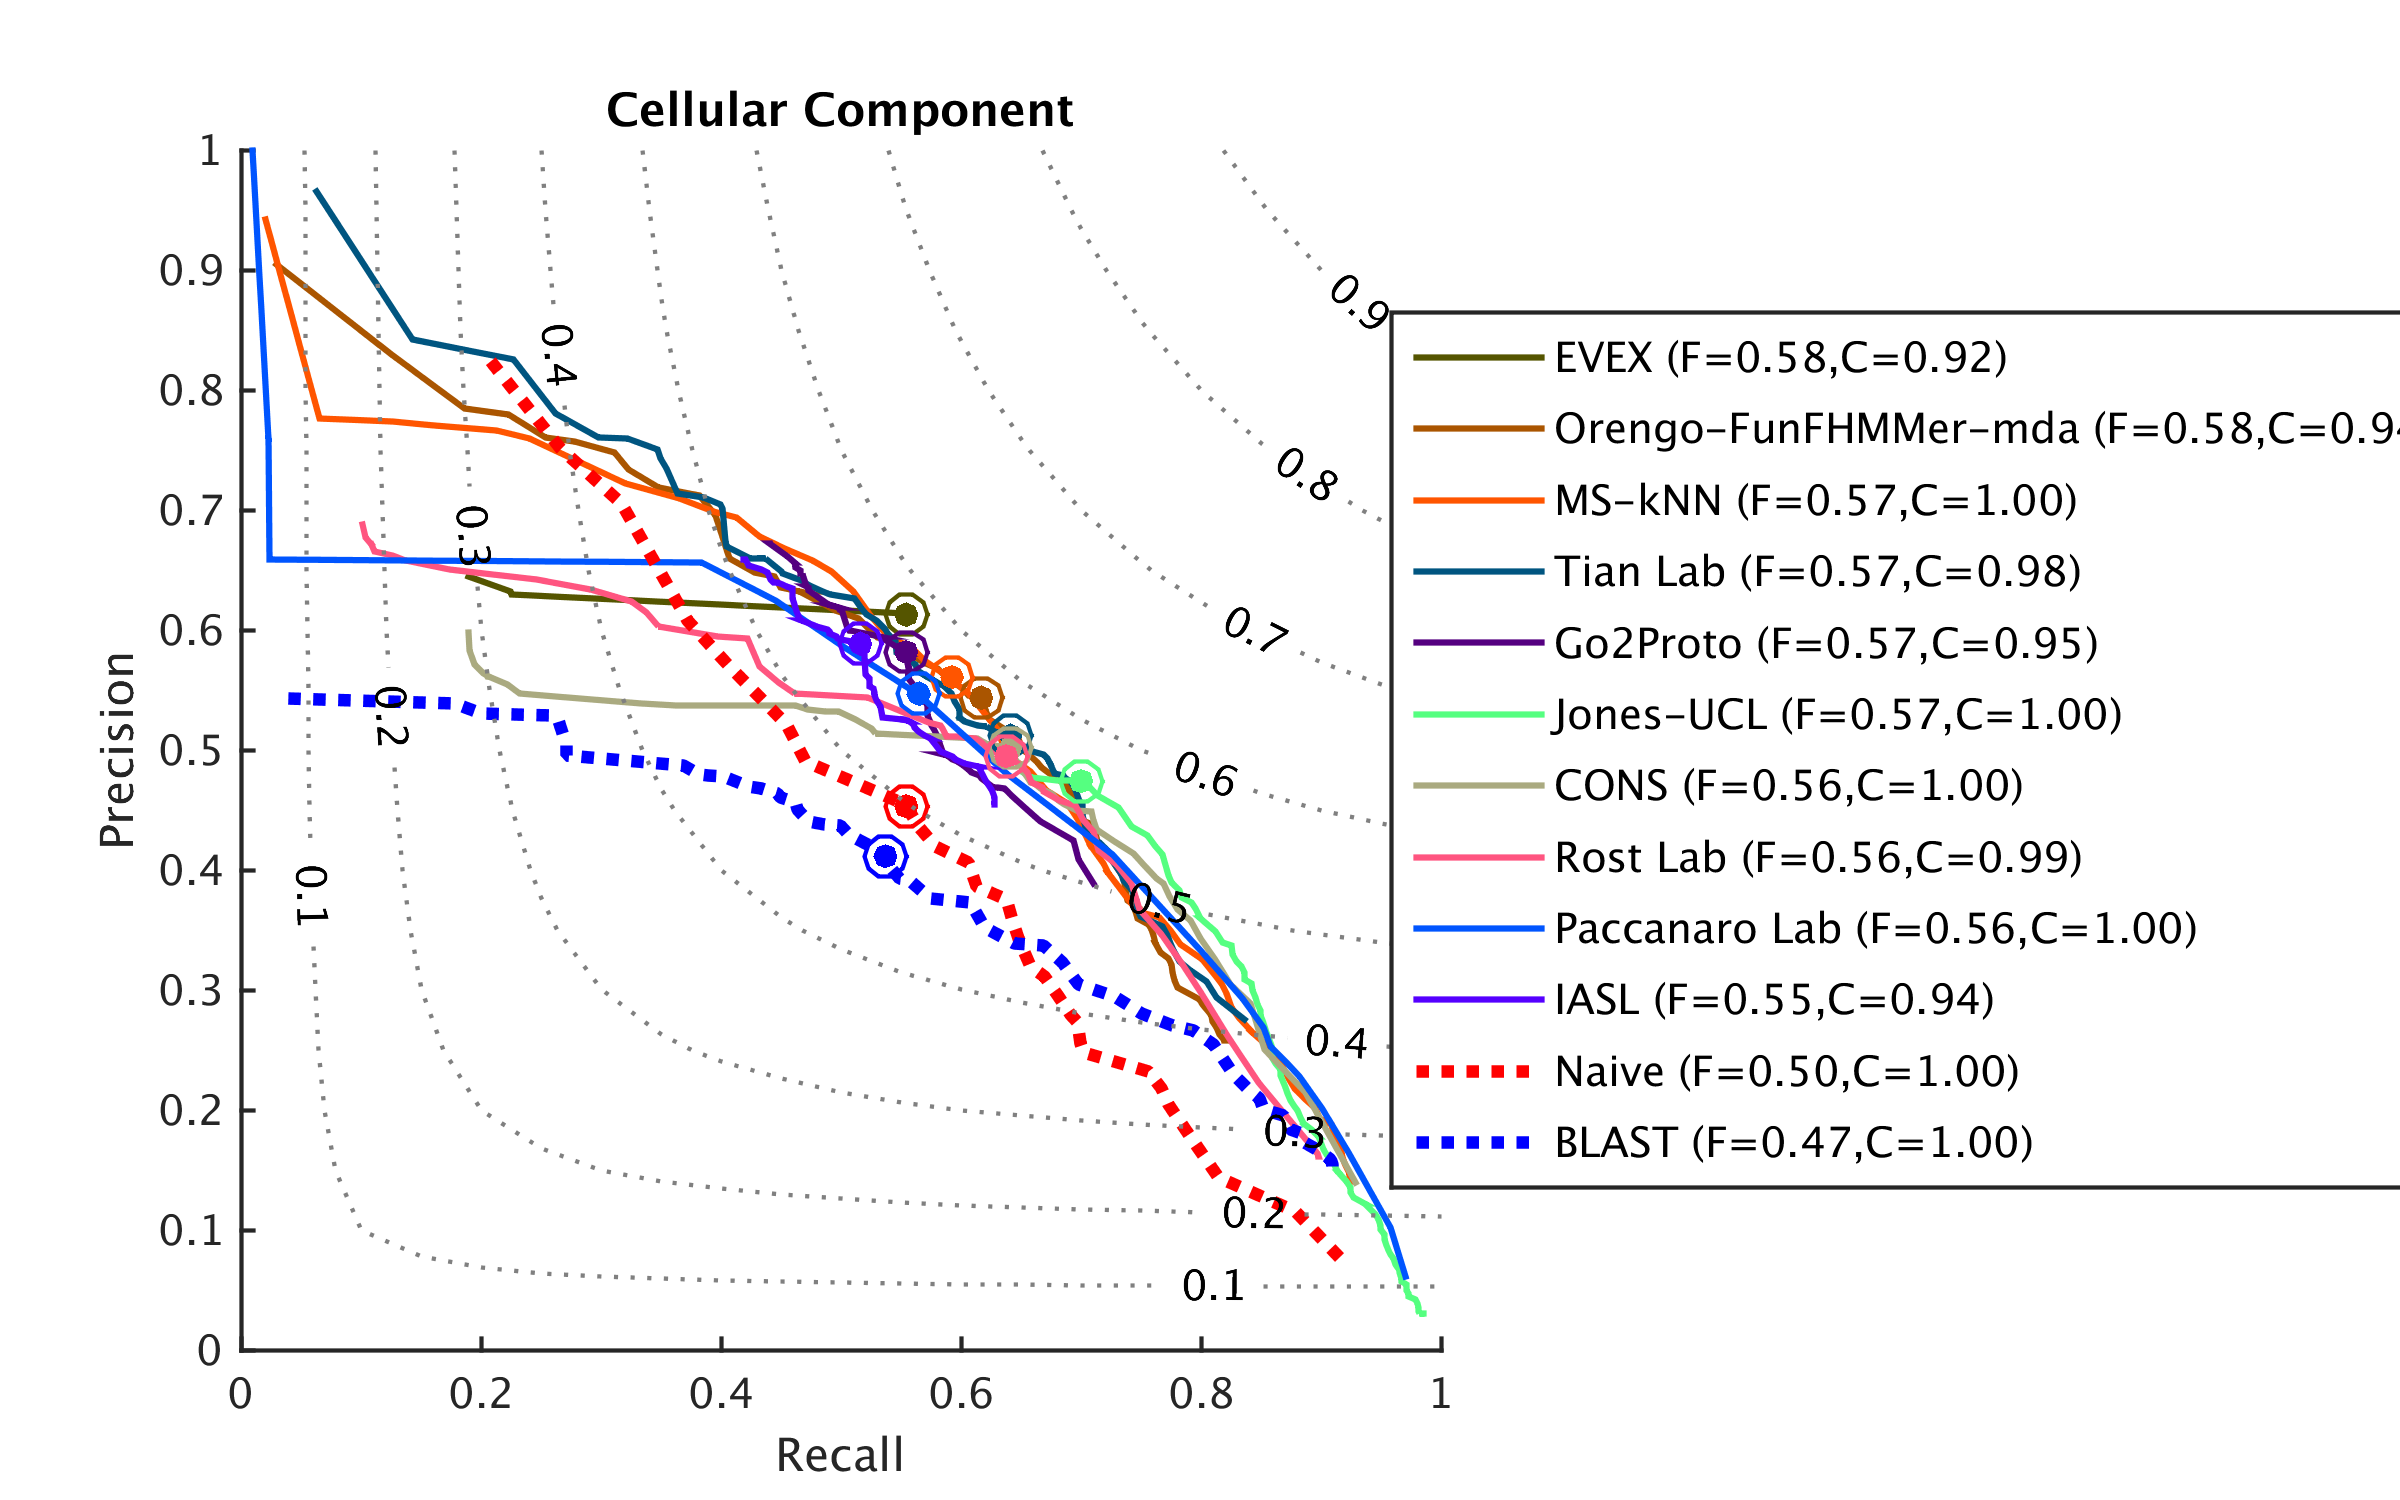 Cellular Component
1
0.9
0.8
0.7
0.6
0.5
0.4
0.3
0.2
0.1
0
Precision
0 0.2 0.4 0.6 0.8 1
Recall
0.1
0.2
0.3
0.4
0.9
0.8
0.7
0.6
0.5
0.4
0.3
0.2
0.1
EVEX (F=0.58,C=0.92)
Orengo-FunFHMMer-mda (F=0.58,C=0.94
MS-kNN (F=0.57,C=1.00)
Tian Lab (F=0.57,C=0.98)
Go2Proto (F=0.57,C=0.95)
Jones-UCL (F=0.57,C=1.00)
CONS (F=0.56,C=1.00)
Rost Lab (F=0.56,C=0.99)
Paccanaro Lab (F=0.56,C=1.00)
IASL (F=0.55,C=0.94)
Naive (F=0.50,C=1.00)
BLAST (F=0.47,C=1.00)